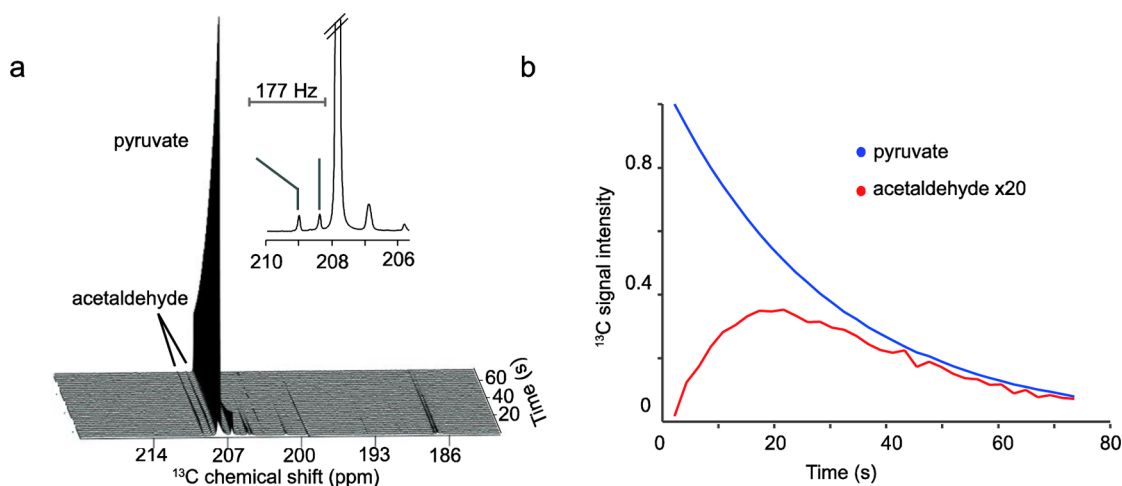 a
pyruvate
acetaldehyde
177 Hz
210 208 206
60
40
20
Time (s)
214 207 200 193 186
13C chemical shift (ppm)
b
pyruvate
acetaldehyde x20
0.8
0.4
0
13C signal intensity
0 20 40 60 80
Time (s)